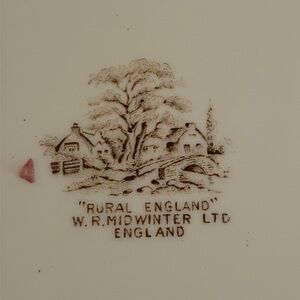 "RURAL ENGLAND"
W.R. MIDWINTER LTD
ENGLAND